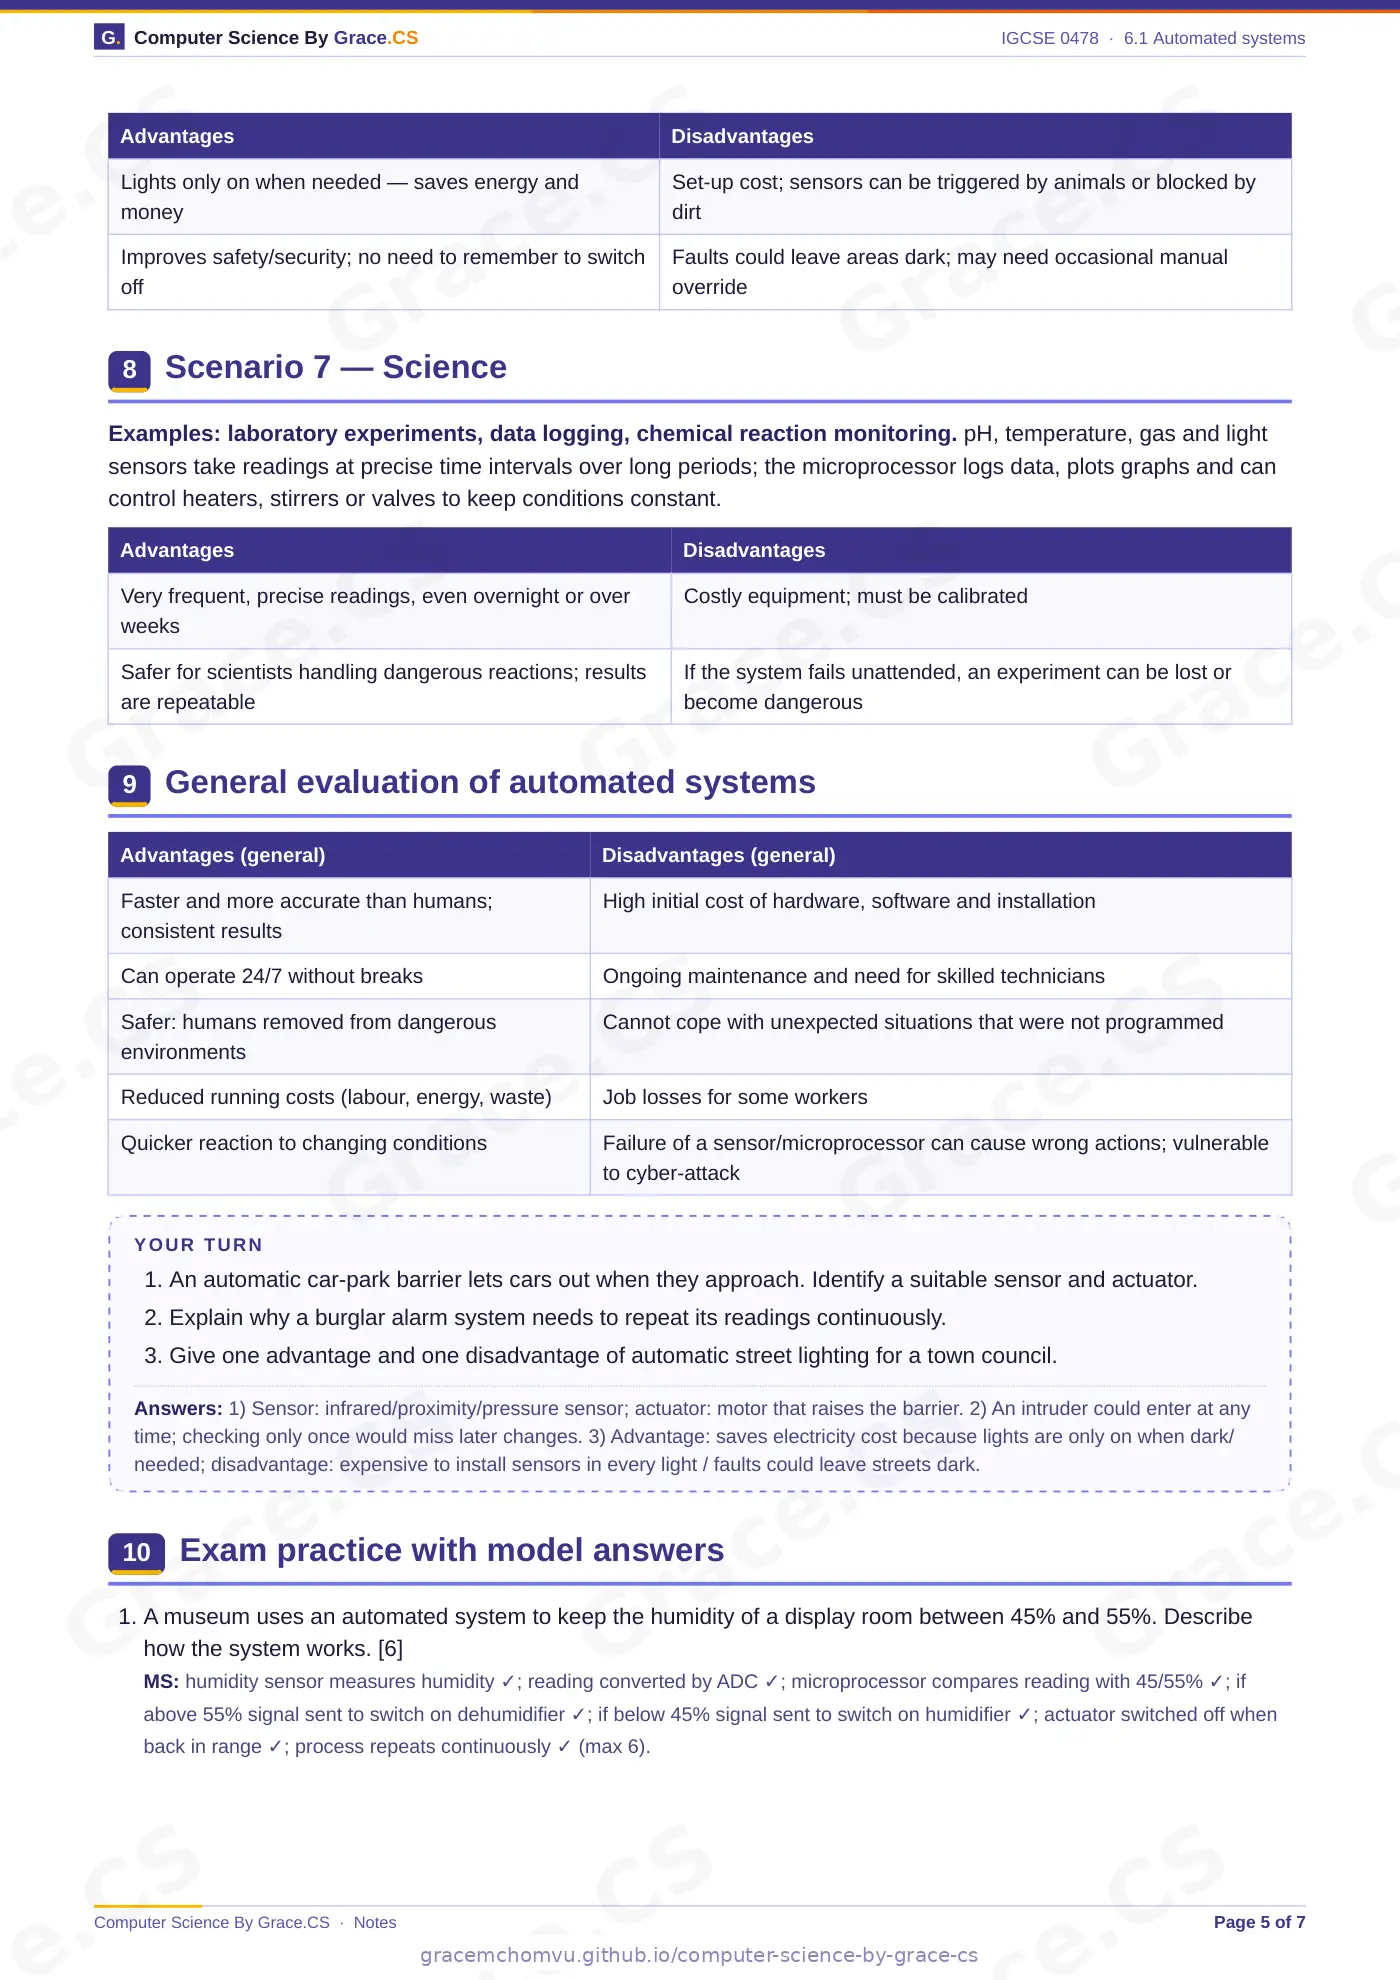 G. Computer Science By Grace.CS
IGCSE 0478 · 6.1 Automated systems
Advantages
Disadvantages
Lights only on when needed — saves energy and
money
Set-up cost; sensors can be triggered by animals or blocked by
dirt
Improves safety/security; no need to remember to switch
off
Faults could leave areas dark; may need occasional manual
override
8 Scenario 7 — Science
Examples: laboratory experiments, data logging, chemical reaction monitoring. pH, temperature, gas and light
sensors take readings at precise time intervals over long periods; the microprocessor logs data, plots graphs and can
control heaters, stirrers or valves to keep conditions constant.
Advantages
Disadvantages
Very frequent, precise readings, even overnight or over
weeks
Costly equipment; must be calibrated
Safer for scientists handling dangerous reactions; results
are repeatable
If the system fails unattended, an experiment can be lost or
become dangerous
9 General evaluation of automated systems
Advantages (general)
Disadvantages (general)
Faster and more accurate than humans;
consistent results
High initial cost of hardware, software and installation
Can operate 24/7 without breaks
Ongoing maintenance and need for skilled technicians
Safer: humans removed from dangerous
environments
Cannot cope with unexpected situations that were not programmed
Reduced running costs (labour, energy, waste)
Job losses for some workers
Quicker reaction to changing conditions
Failure of a sensor/microprocessor can cause wrong actions; vulnerable
to cyber-attack
YOUR TURN
1. An automatic car-park barrier lets cars out when they approach. Identify a suitable sensor and actuator.
2. Explain why a burglar alarm system needs to repeat its readings continuously.
3. Give one advantage and one disadvantage of automatic street lighting for a town council.
Answers: 1) Sensor: infrared/proximity/pressure sensor; actuator: motor that raises the barrier. 2) An intruder could enter at any
time; checking only once would miss later changes. 3) Advantage: saves electricity cost because lights are only on when dark/
needed; disadvantage: expensive to install sensors in every light / faults could leave streets dark.
10 Exam practice with model answers
1. A museum uses an automated system to keep the humidity of a display room between 45% and 55%. Describe
how the system works. [6]
MS: humidity sensor measures humidity ✓; reading converted by ADC ✓; microprocessor compares reading with 45/55% ✓; if
above 55% signal sent to switch on dehumidifier ✓; if below 45% signal sent to switch on humidifier ✓; actuator switched off when
back in range ✓; process repeats continuously ✓ (max 6).
Computer Science By Grace.CS · Notes
Page 5 of 7
gracemchomvu.github.io/computer-science-by-grace-cs